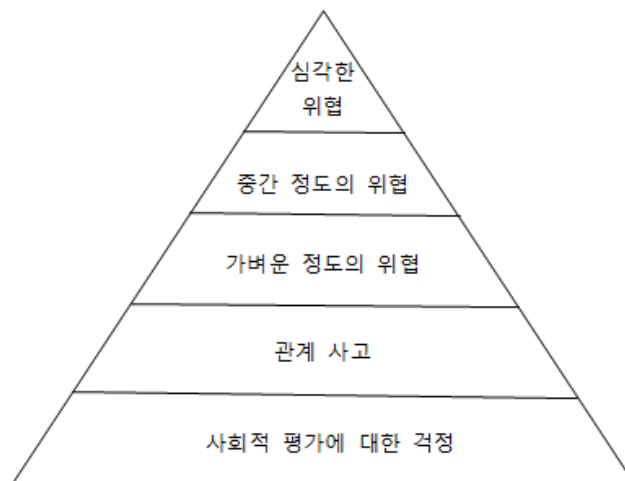 심각한
위협
중간 정도의 위협
가벼운 정도의 위협
관계 사고
사회적 평가에 대한 걱정